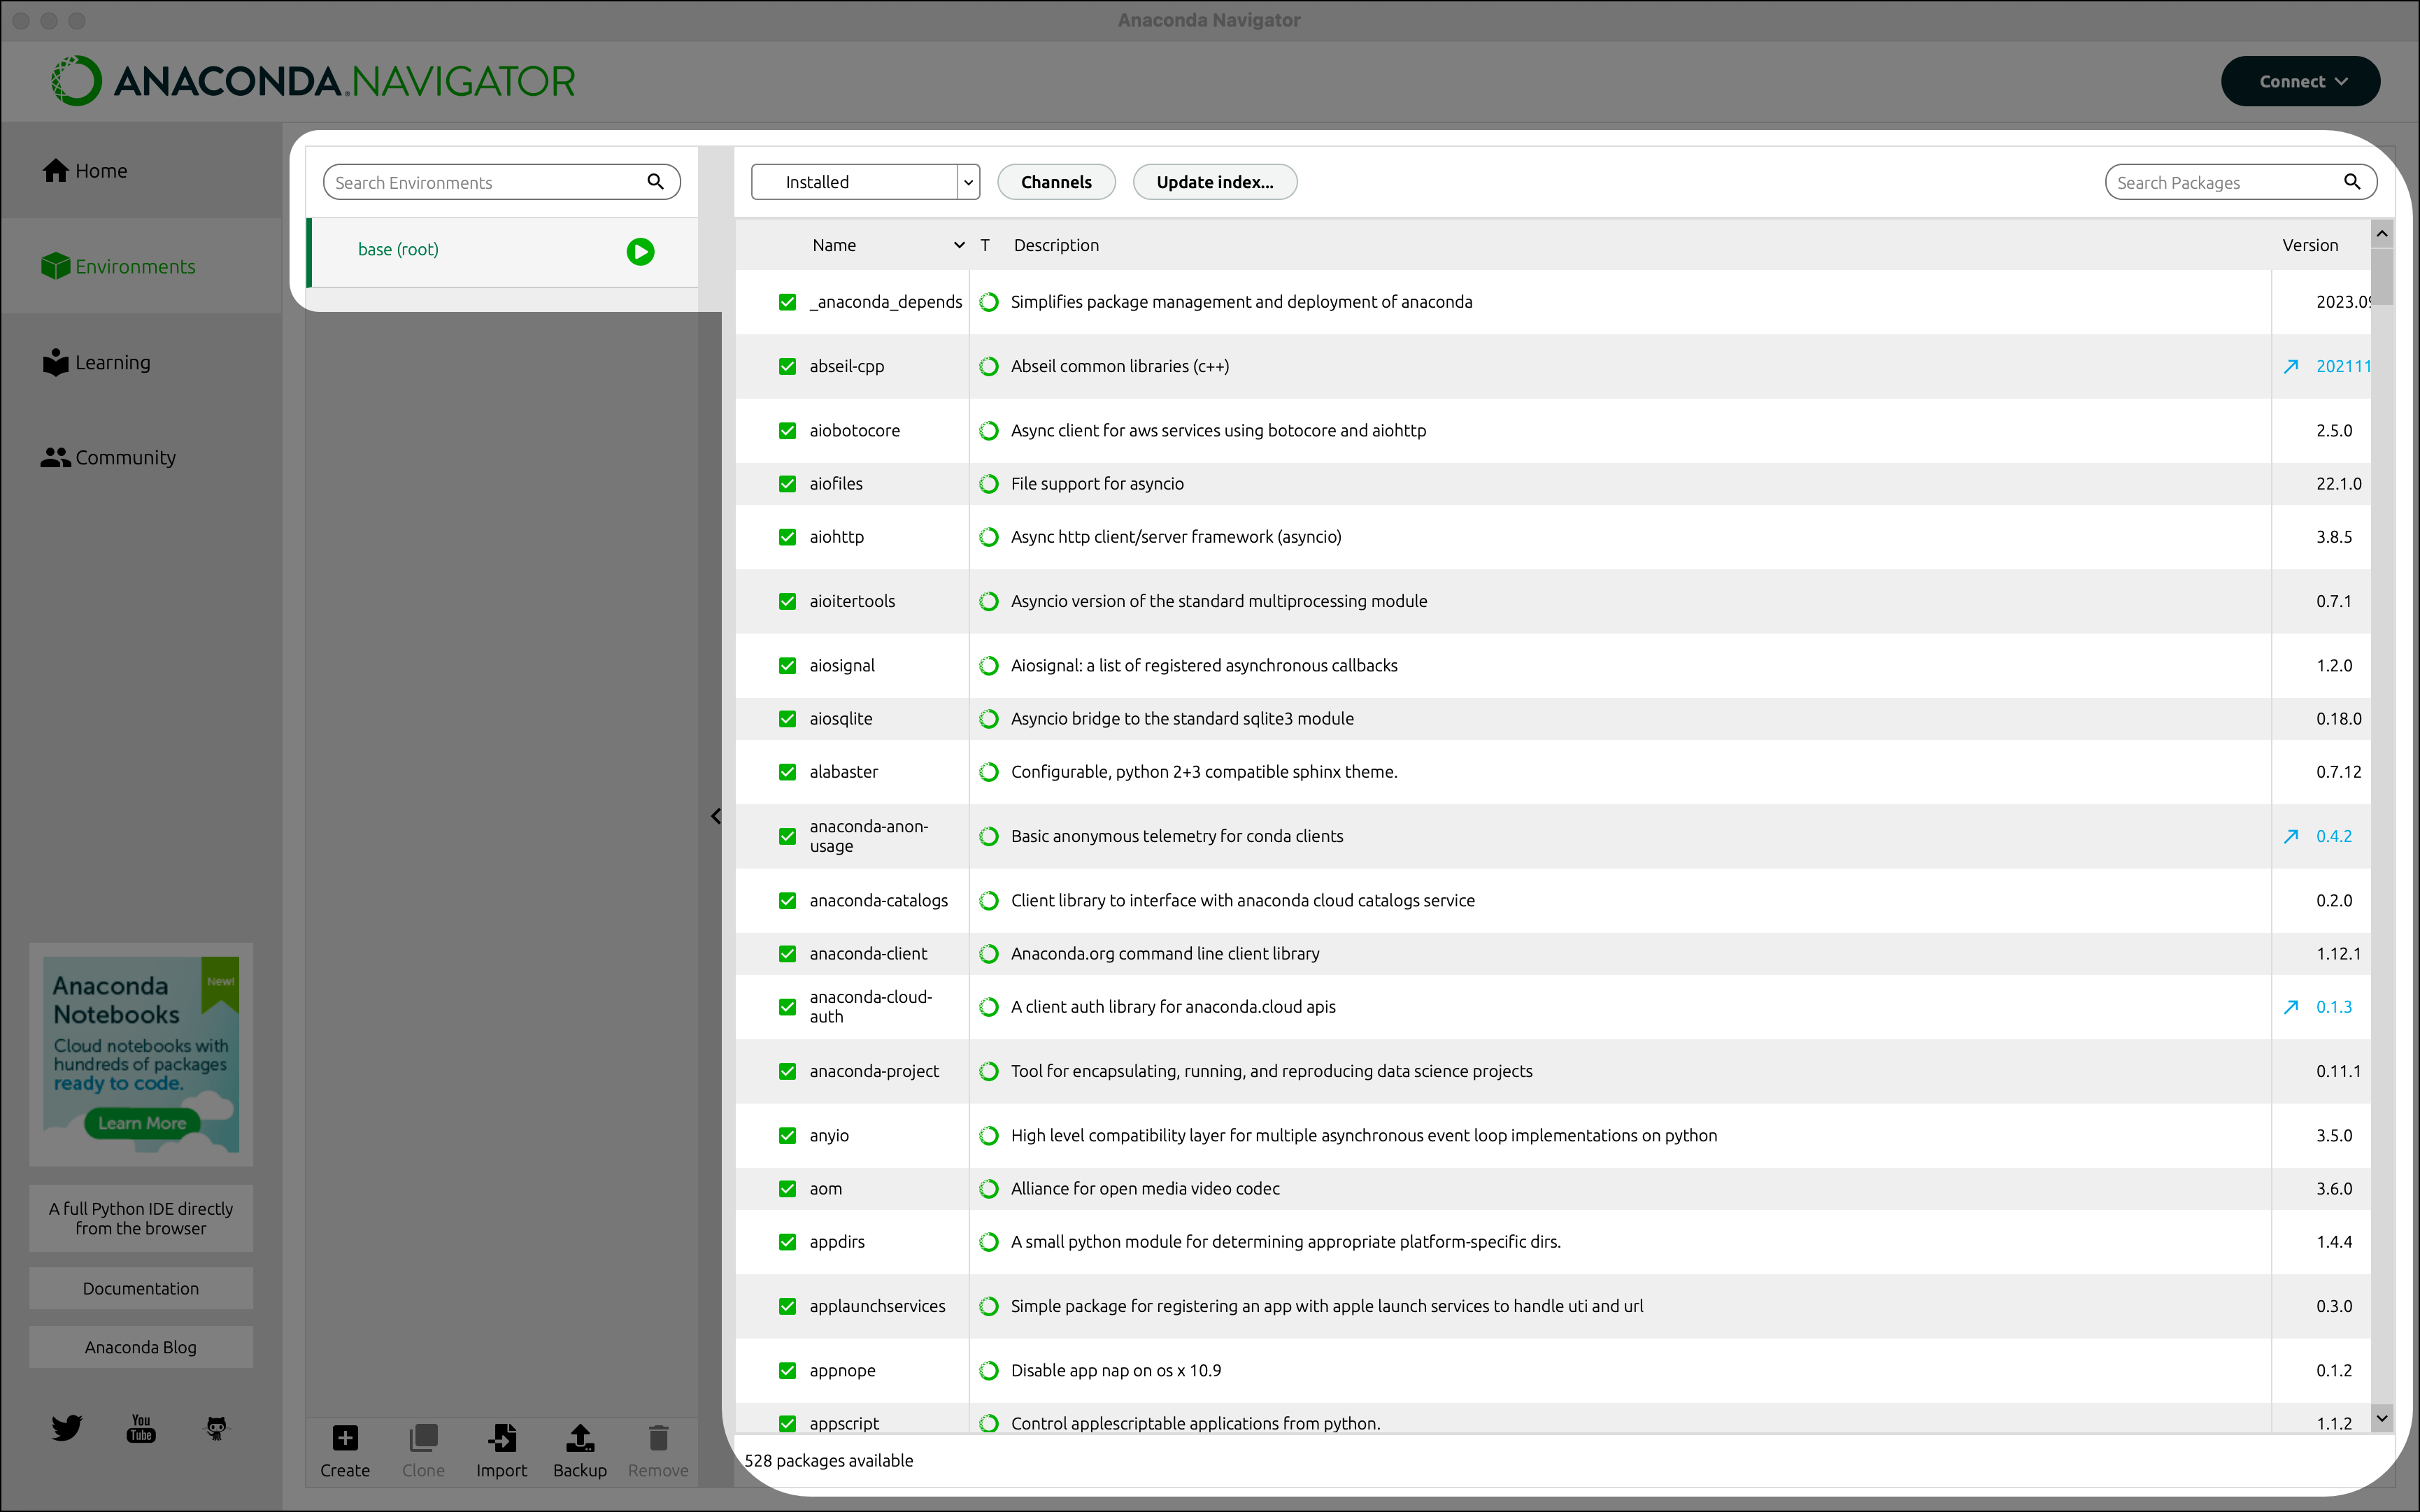 Anaconda Navigator
ANACONDA.NAVIGATOR
Connect
Home
Environments
Learning
Community
Anaconda
Notebooks
New!
Cloud notebooks with
hundreds of packages
ready to code.
Learn More
A full Python IDE directly
from the browser
Documentation
Anaconda Blog
You
Tube
Search Environments
base (root)
Create Clone Import Backup Remove
Installed Channels Update index... Search Packages
Name T Description Version
_anaconda_depends Simplifies package management and deployment of anaconda 2023.09
abseil-cpp Abseil common libraries (c++) 202111
aiobotocore Async client for aws services using botocore and aiohttp 2.5.0
aiofiles File support for asyncio 22.1.0
aiohttp Async http client/server framework (asyncio) 3.8.5
aioitertools Asyncio version of the standard multiprocessing module 0.7.1
aiosignal Aiosignal: a list of registered asynchronous callbacks 1.2.0
aiosqlite Asyncio bridge to the standard sqlite3 module 0.18.0
alabaster Configurable, python 2+3 compatible sphinx theme. 0.7.12
anaconda-anon-
usage Basic anonymous telemetry for conda clients 0.4.2
anaconda-catalogs Client library to interface with anaconda cloud catalogs service 0.2.0
anaconda-client Anaconda.org command line client library 1.12.1
anaconda-cloud-
auth A client auth library for anaconda.cloud apis 0.1.3
anaconda-project Tool for encapsulating, running, and reproducing data science projects 0.11.1
anyio High level compatibility layer for multiple asynchronous event loop implementations on python 3.5.0
aom Alliance for open media video codec 3.6.0
appdirs A small python module for determining appropriate platform-specific dirs. 1.4.4
applaunchservices Simple package for registering an app with apple launch services to handle uti and url 0.3.0
appnope Disable app nap on os x 10.9 0.1.2
appscript Control applescriptable applications from python. 1.1.2
528 packages available